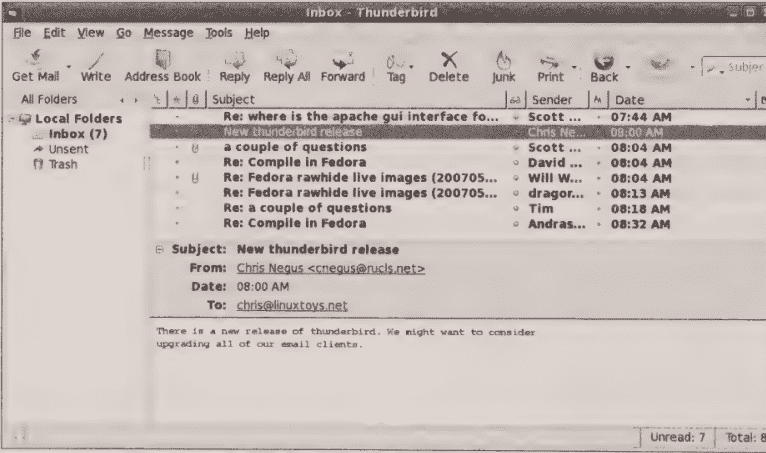 Inbox - Thunderbird
File Edit View Go Message Tools Help
Get Mail Write Address Book Reply Reply All Forward Tag Delete Junk Print Back Subjec
All Folders Subject Sender Date
Local Folders
Inbox (7)
Unsent
Trash
Re: where is the apache gui interface fo... Scott ... 07:44 AM
New thunderbird release Chris Ne... 08:00 AM
a couple of questions Scott ... 08:04 AM
Re: Compile in Fedora David ... 08:04 AM
Re: Fedora rawhide live images (200705... Will W... 08:04 AM
Re: Fedora rawhide live images (200705... dragor... 08:13 AM
Re: a couple of questions Tim 08:18 AM
Re: Compile in Fedora Andras... 08:32 AM
Subject: New thunderbird release
From: Chris Negus <cnegus@rucls.net>
Date: 08:00 AM
To: chris@linuxtoys.net
There is a new release of thunderbird. We might want to consider
upgrading all of our email clients.
Unread: 7 Total: 8